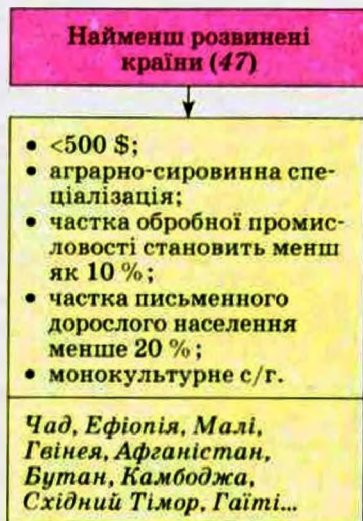 Найменш розвинені
країни (47)
• <500 $;
• аграрно-сировинна спе-
ціалізація;
• частка обробної промис-
ловості становить менш
як 10 %;
• частка письменного
дорослого населення
менше 20 %;
• монокультурне с/г.
Чад, Ефіопія, Малі,
Гвінея, Афганістан,
Бутан, Камбоджа,
Східний Тімор, Гаїті...